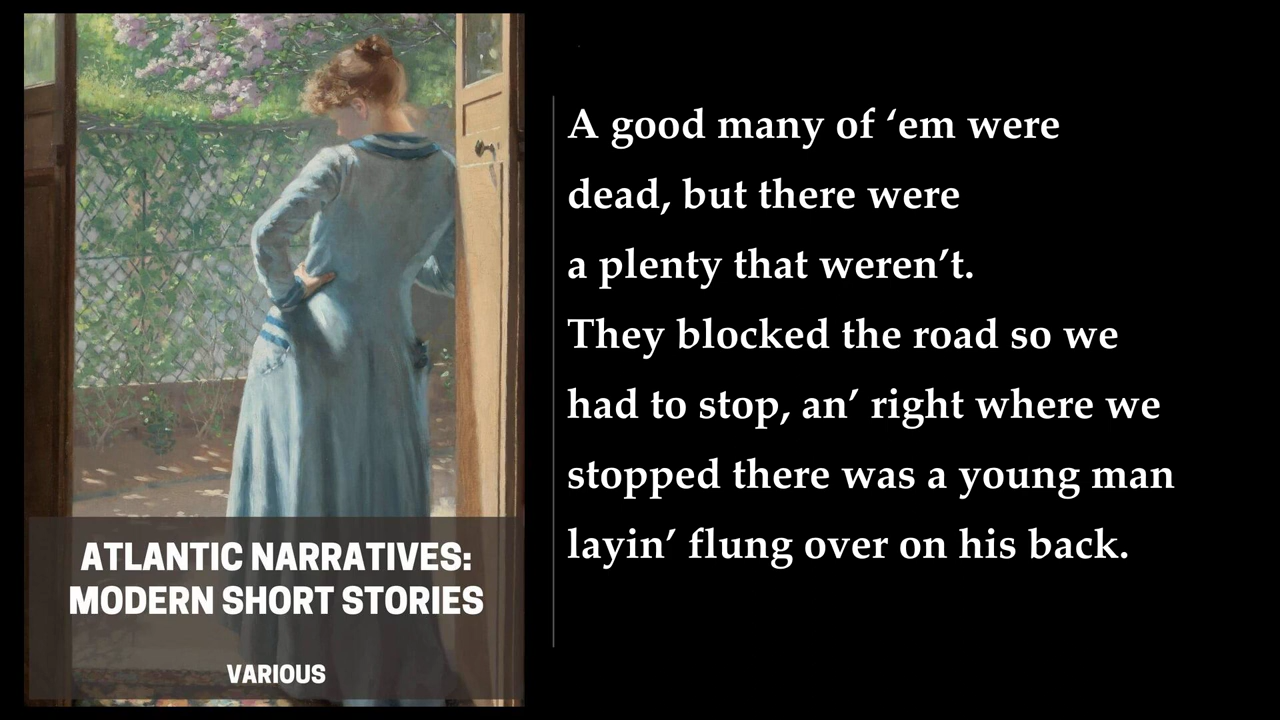 A good many of ‘em were
dead, but there were
a plenty that weren’t.
They blocked the road so we
had to stop, an’ right where we
stopped there was a young man
layin’ flung over on his back.
ATLANTIC NARRATIVES:
MODERN SHORT STORIES
VARIOUS